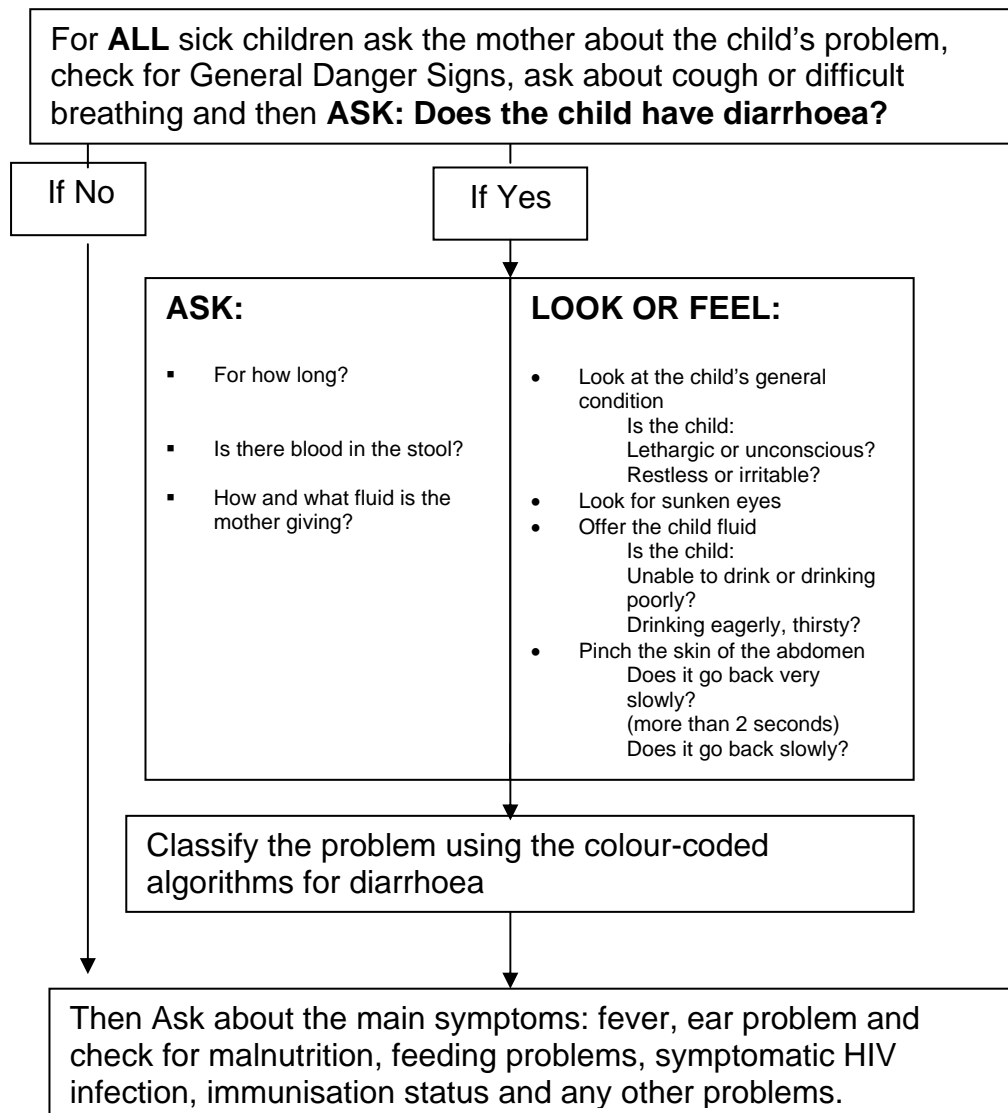 For ALL sick children ask the mother about the child's problem,
check for General Danger Signs, ask about cough or difficult
breathing and then ASK: Does the child have diarrhoea?
If No
If Yes
ASK:
▪ For how long?
▪ Is there blood in the stool?
▪ How and what fluid is the
mother giving?
LOOK OR FEEL:
• Look at the child's general
condition
Is the child:
Lethargic or unconscious?
Restless or irritable?
• Look for sunken eyes
• Offer the child fluid
Is the child:
Unable to drink or drinking
poorly?
Drinking eagerly, thirsty?
• Pinch the skin of the abdomen
Does it go back very
slowly?
(more than 2 seconds)
Does it go back slowly?
Classify the problem using the colour-coded
algorithms for diarrhoea
Then Ask about the main symptoms: fever, ear problem and
check for malnutrition, feeding problems, symptomatic HIV
infection, immunisation status and any other problems.